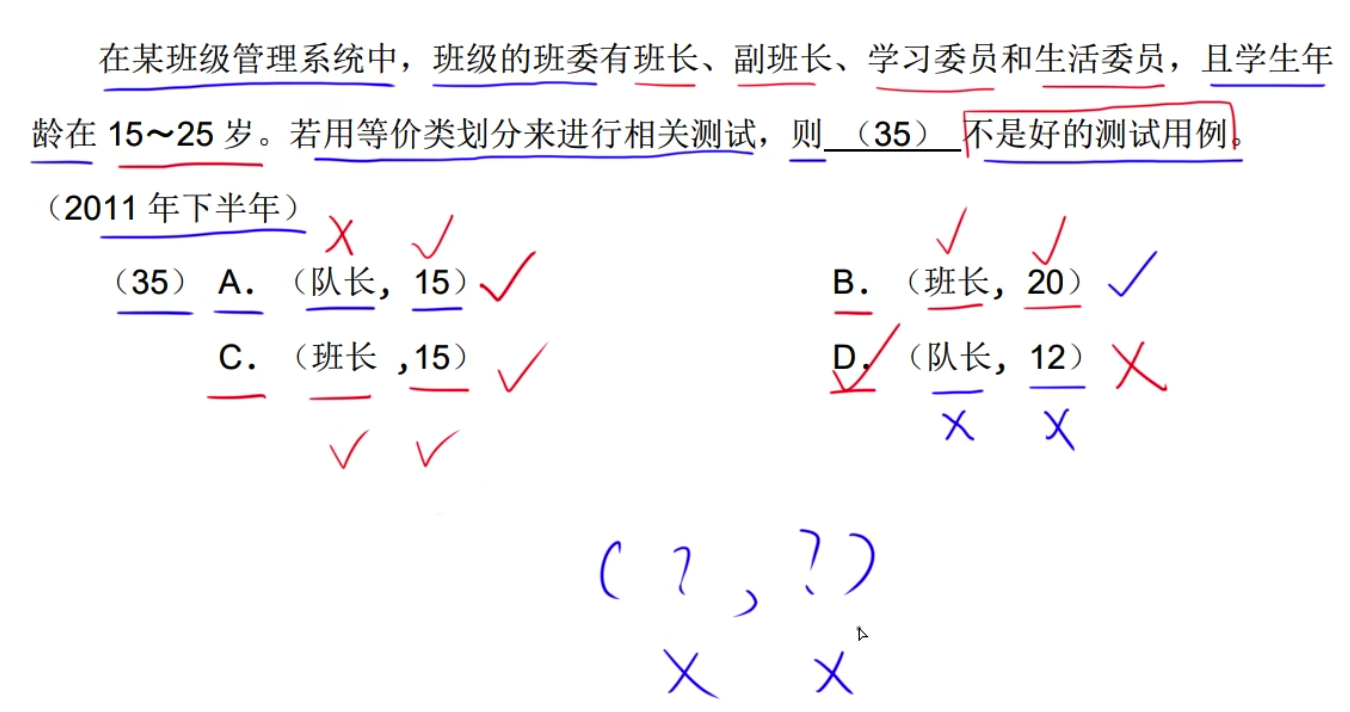 在某班级管理系统中，班级的班委有班长、副班长、学习委员和生活委员，且学生年
龄在 15～25 岁。若用等价类划分来进行相关测试，则 （35） 不是好的测试用例。
（2011 年下半年）
（35） A. （队长，15） B. （班长，20）
C. （班长 ,15） D. （队长，12）
( ? , ? )
x x